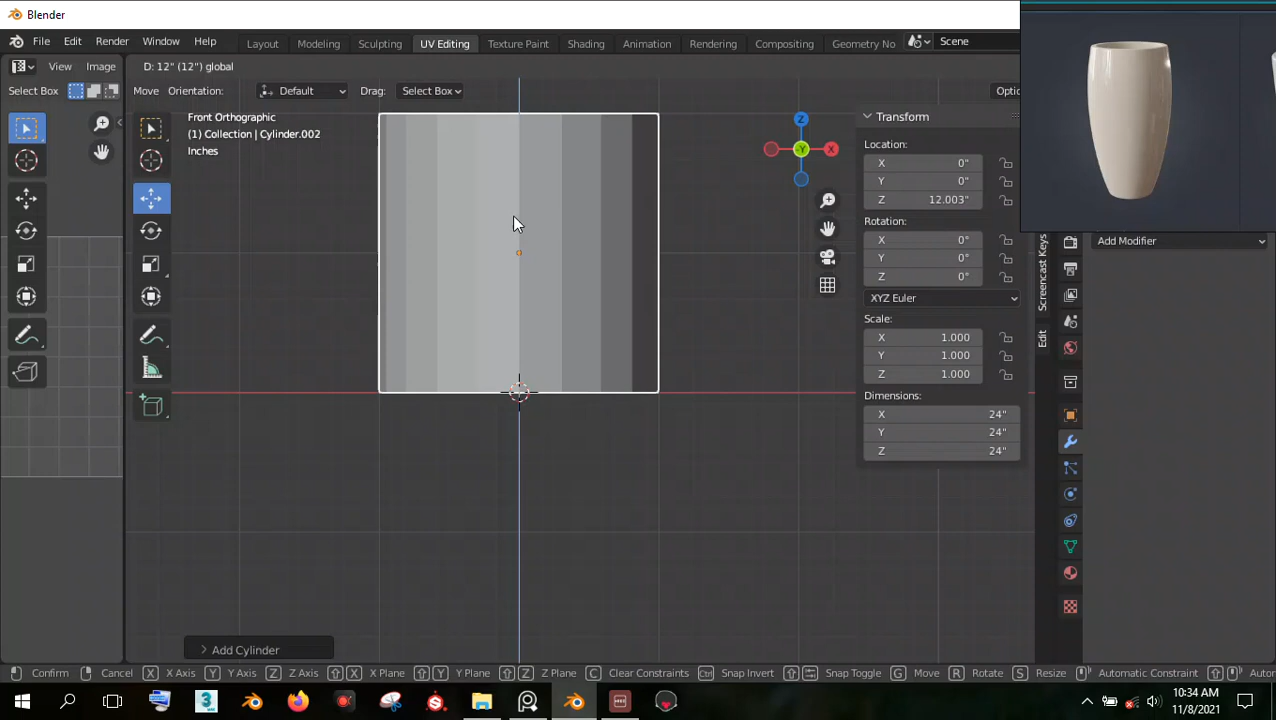 Blender
File Edit Render Window Help
Layout Modeling Sculpting UV Editing Texture Paint Shading Animation Rendering Compositing Geometry No
Scene
View Image
D: 12" (12") global
Select Box
Move Orientation: Default Drag: Select Box
Optio
Front Orthographic
(1) Collection | Cylinder.002
Inches
Z
X
-Y
Transform
Location:
X 0"
Y 0"
Z 12.003"
Rotation:
X 0°
Y 0°
Z 0°
XYZ Euler
Scale:
X 1.000
Y 1.000
Z 1.000
Dimensions:
X 24"
Y 24"
Z 24"
Screencast Keys
Edit
Add Modifier
Add Cylinder
Confirm Cancel X X Axis Y Y Axis Z Z Axis X X Plane Y Y Plane Z Z Plane C Clear Constraints Ctrl Snap Invert Snap Toggle G Move R Rotate S Resize Automatic Constraint Auto
3
10:34 AM
11/8/2021